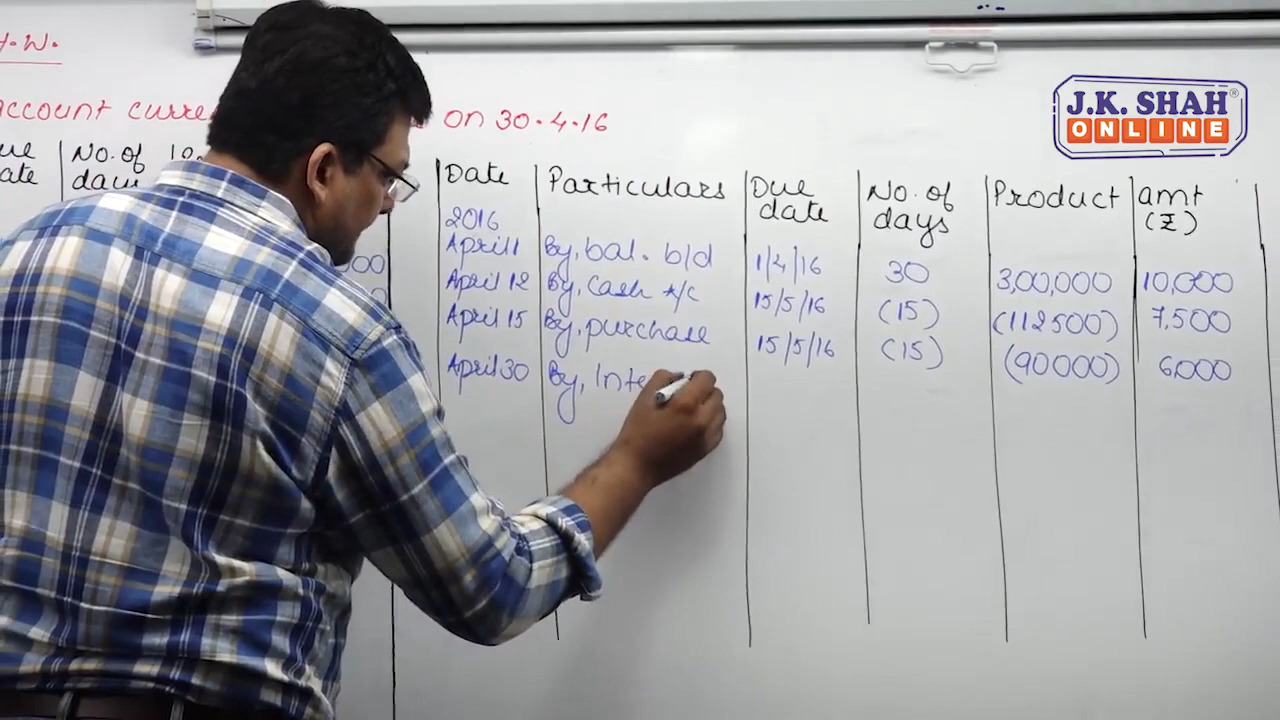 H.W.
account curre on 30.4.16
J.K. SHAH®
ONLINE
No. of days
Date Particulars Due date No. of days Product amt (₹)
2016
April 1 By, bal. b/d 1/4/16 30 3,00,000 10,000
April 12 By, cash A/c 15/5/16 (15) (112500) 7,500
April 15 By, purchase 15/5/16 (15) (90000) 6,000
April 30 By, Inte